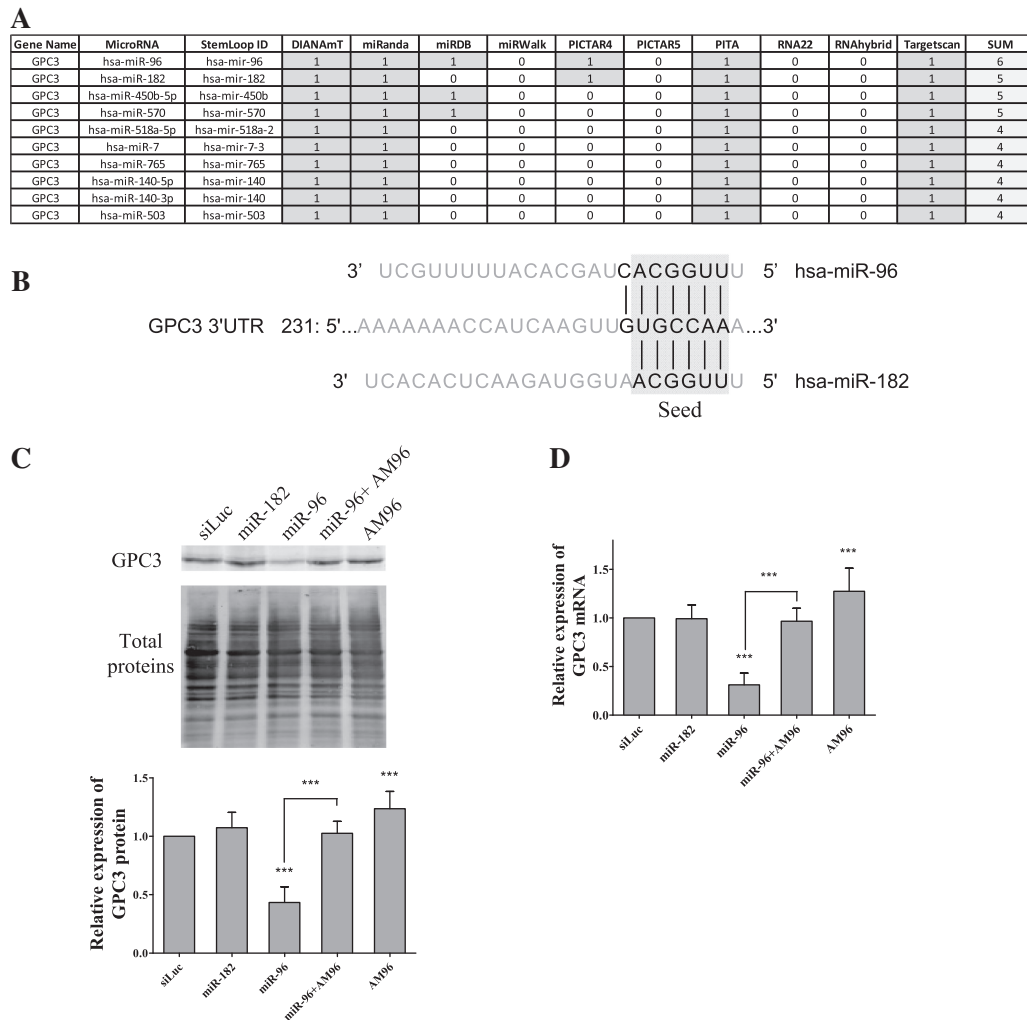 A
Gene Name MicroRNA StemLoop ID DIANAmT miRanda miRDB miRWalk PICTAR4 PICTAR5 PITA RNA22 RNAhybrid Targetscan SUM
GPC3 hsa-miR-96 hsa-mir-96 1 1 1 0 1 0 1 0 0 1 6
GPC3 hsa-miR-182 hsa-mir-182 1 1 0 0 1 0 1 0 0 1 5
GPC3 hsa-miR-450b-5p hsa-mir-450b 1 1 1 0 0 0 1 0 0 1 5
GPC3 hsa-miR-570 hsa-mir-570 1 1 1 0 0 0 1 0 0 1 5
GPC3 hsa-miR-518a-5p hsa-mir-518a-2 1 1 0 0 0 0 1 0 0 1 4
GPC3 hsa-miR-7 hsa-mir-7-3 1 1 0 0 0 0 1 0 0 1 4
GPC3 hsa-miR-765 hsa-mir-765 1 1 0 0 0 0 1 0 0 1 4
GPC3 hsa-miR-140-5p hsa-mir-140 1 1 0 0 0 0 1 0 0 1 4
GPC3 hsa-miR-140-3p hsa-mir-140 1 1 0 0 0 0 1 0 0 1 4
GPC3 hsa-miR-503 hsa-mir-503 1 1 0 0 0 0 1 0 0 1 4
B
3' UCGUUUUUACACGAUCACGGUUU 5' hsa-miR-96
GPC3 3'UTR 231: 5'...AAAAAAACCAUCAAGUUGUGCCAAA...3'
3' UCACACUCAAGAUGGUAACGGUUU 5' hsa-miR-182
Seed
C
siLuc miR-182 miR-96 miR-96+ AM96 AM96
GPC3
Total
proteins
Relative expression of
GPC3 protein
1.5
1.0
0.5
0.0
***
***
***
siLuc miR-182 miR-96 miR-96+AM96 AM96
D
Relative expression of
GPC3 mRNA
1.5
1.0
0.5
0.0
***
***
***
siLuc miR-182 miR-96 miR-96+AM96 AM96